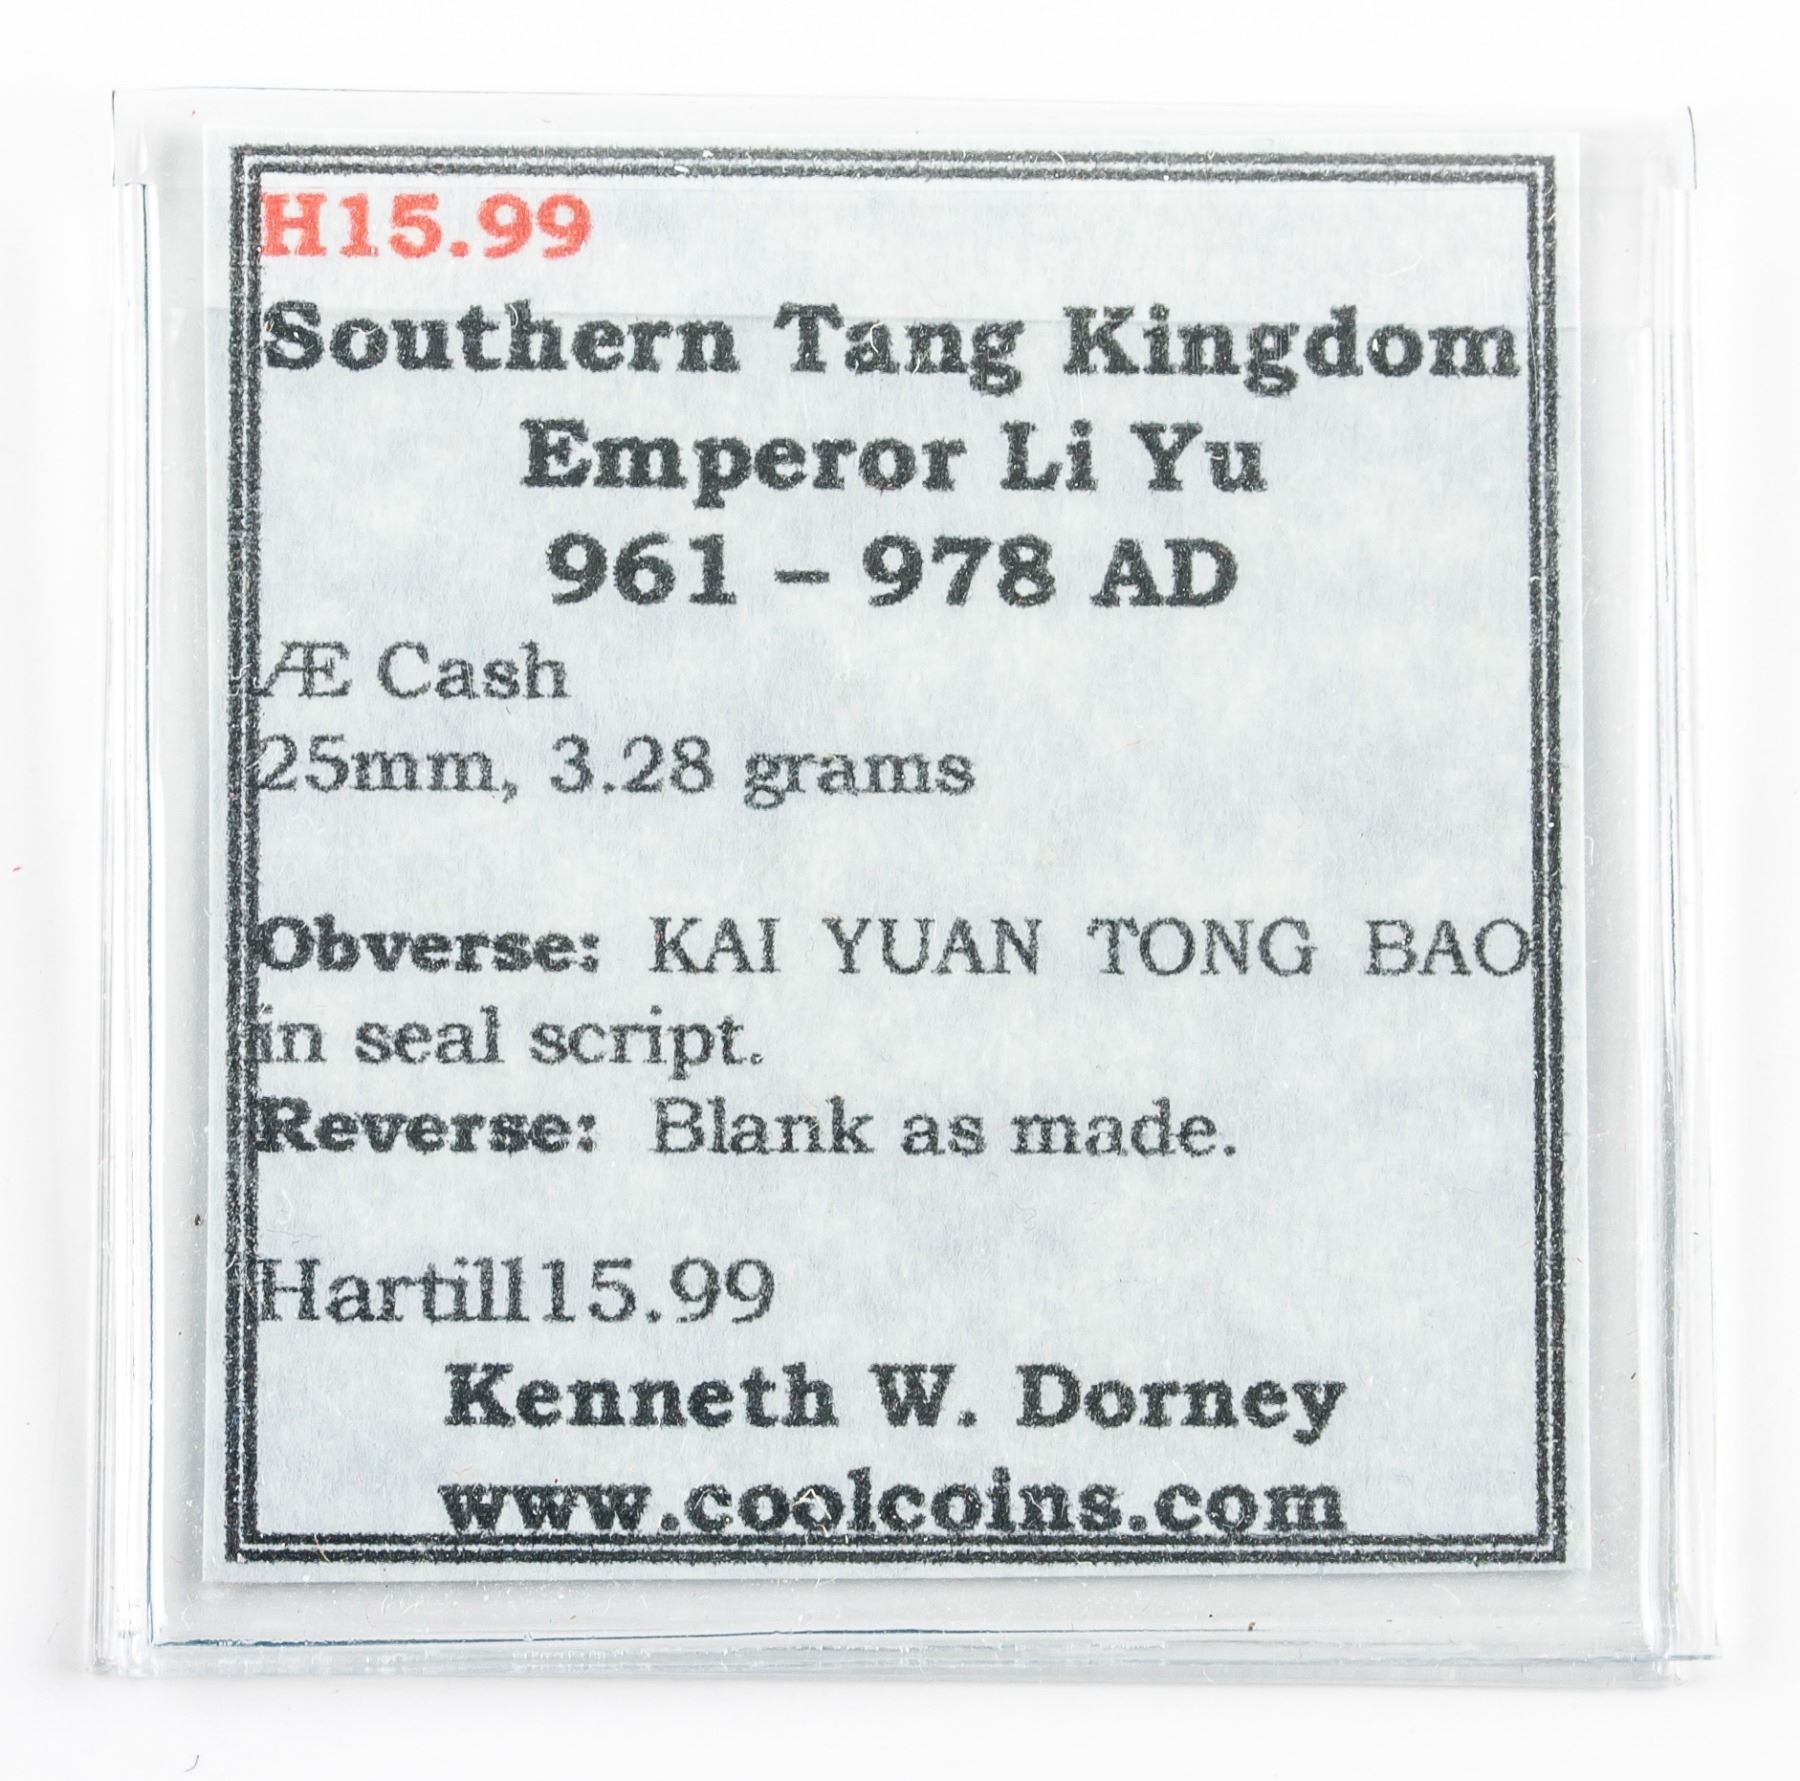 H15.99
Southern Tang Kingdom
Emperor Li Yu
961 – 978 AD
Æ Cash
25mm, 3.28 grams
Obverse: KAI YUAN TONG BAO
in seal script.
Reverse: Blank as made.
Hartill15.99
Kenneth W. Dorney
www.coolcoins.com